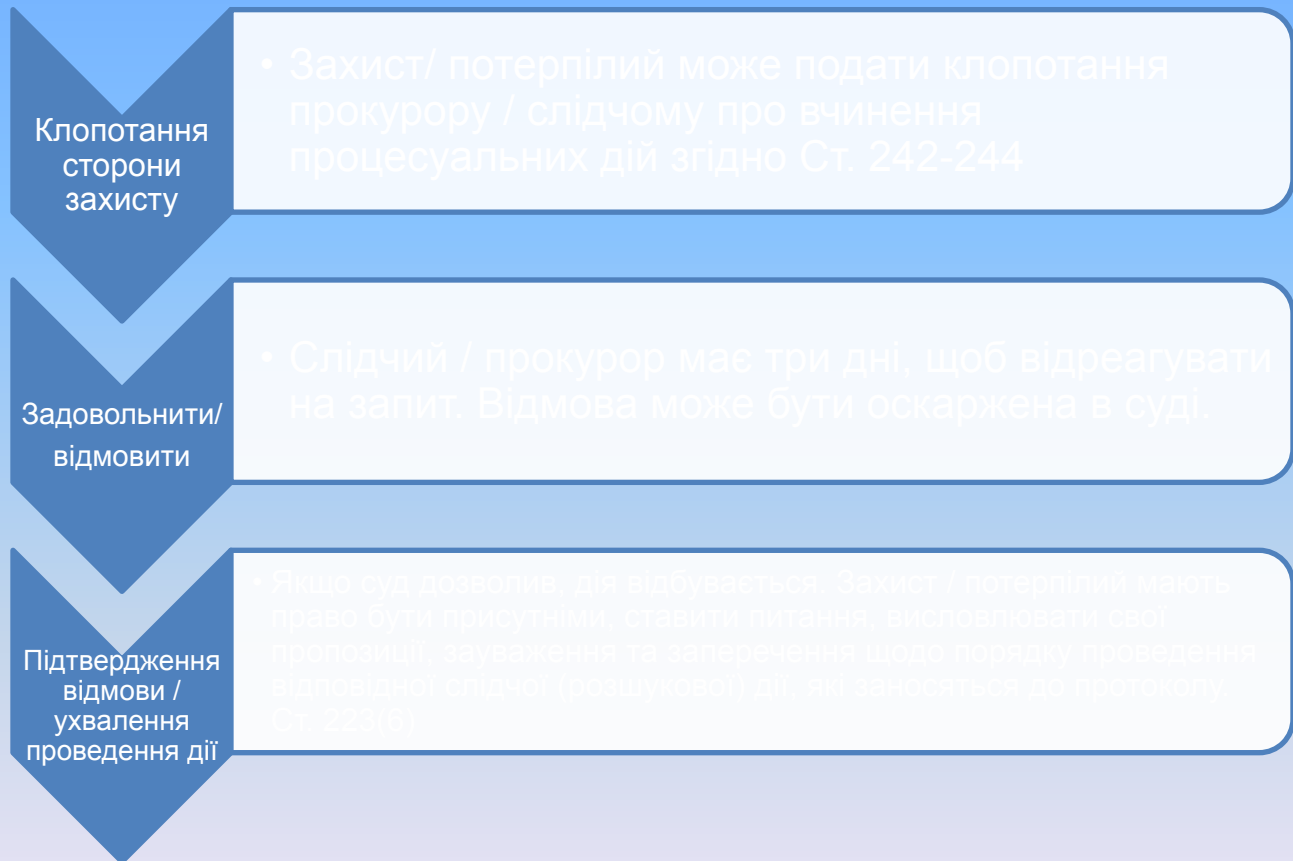 Клопотання
сторони
захисту
• Захист/ потерпілий може подати клопотання
прокурору / слідчому про вчинення
процесуальних дій згідно Ст. 242-244
Задовольнити/
відмовити
• Слідчий / прокурор має три дні, щоб відреагувати
на запит. Відмова може бути оскаржена в суді.
Підтвердження
відмови /
ухвалення
проведення дії
• Якщо суд дозволив, дія відбувається. Захист / потерпілий мають
право бути присутніми, ставити питання, висловлювати свої
пропозиції, зауваження та заперечення щодо порядку проведення
відповідної слідчої (розшукової) дії, які заносяться до протоколу.
Ст. 223(6)